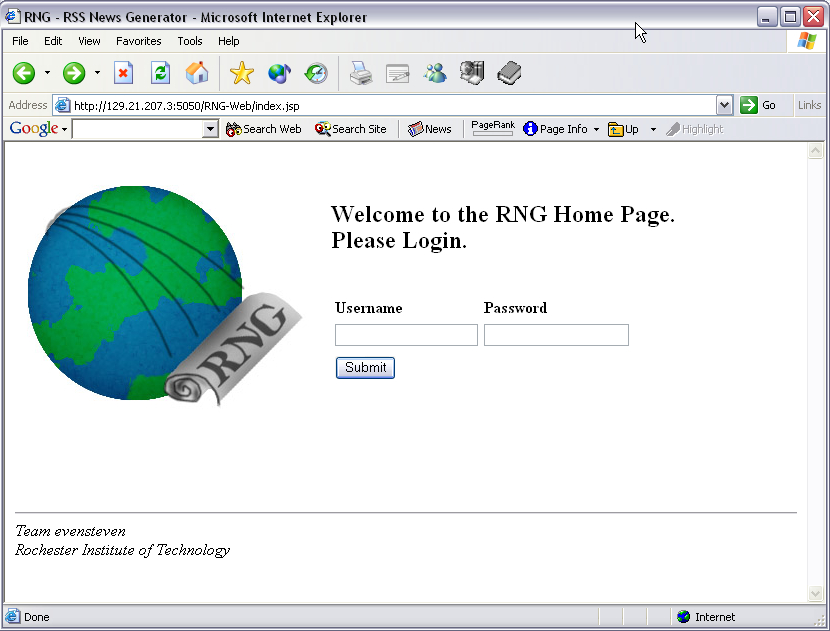 RNG - RSS News Generator - Microsoft Internet Explorer
File Edit View Favorites Tools Help
Address http://129.21.207.3:5050/RNG-Web/index.jsp Go Links
Google Search Web Search Site News PageRank Page Info Up Highlight
Welcome to the RNG Home Page.
Please Login.
Username Password
RNG
Submit
Team evensteven
Rochester Institute of Technology
Done Internet